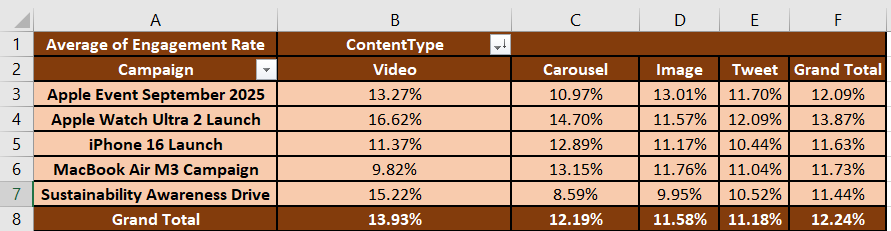 A B C D E F
1 Average of Engagement Rate ContentType
2 Campaign Video Carousel Image Tweet Grand Total
3 Apple Event September 2025 13.27% 10.97% 13.01% 11.70% 12.09%
4 Apple Watch Ultra 2 Launch 16.62% 14.70% 11.57% 12.09% 13.87%
5 iPhone 16 Launch 11.37% 12.89% 11.17% 10.44% 11.63%
6 MacBook Air M3 Campaign 9.82% 13.15% 11.76% 11.04% 11.73%
7 Sustainability Awareness Drive 15.22% 8.59% 9.95% 10.52% 11.44%
8 Grand Total 13.93% 12.19% 11.58% 11.18% 12.24%